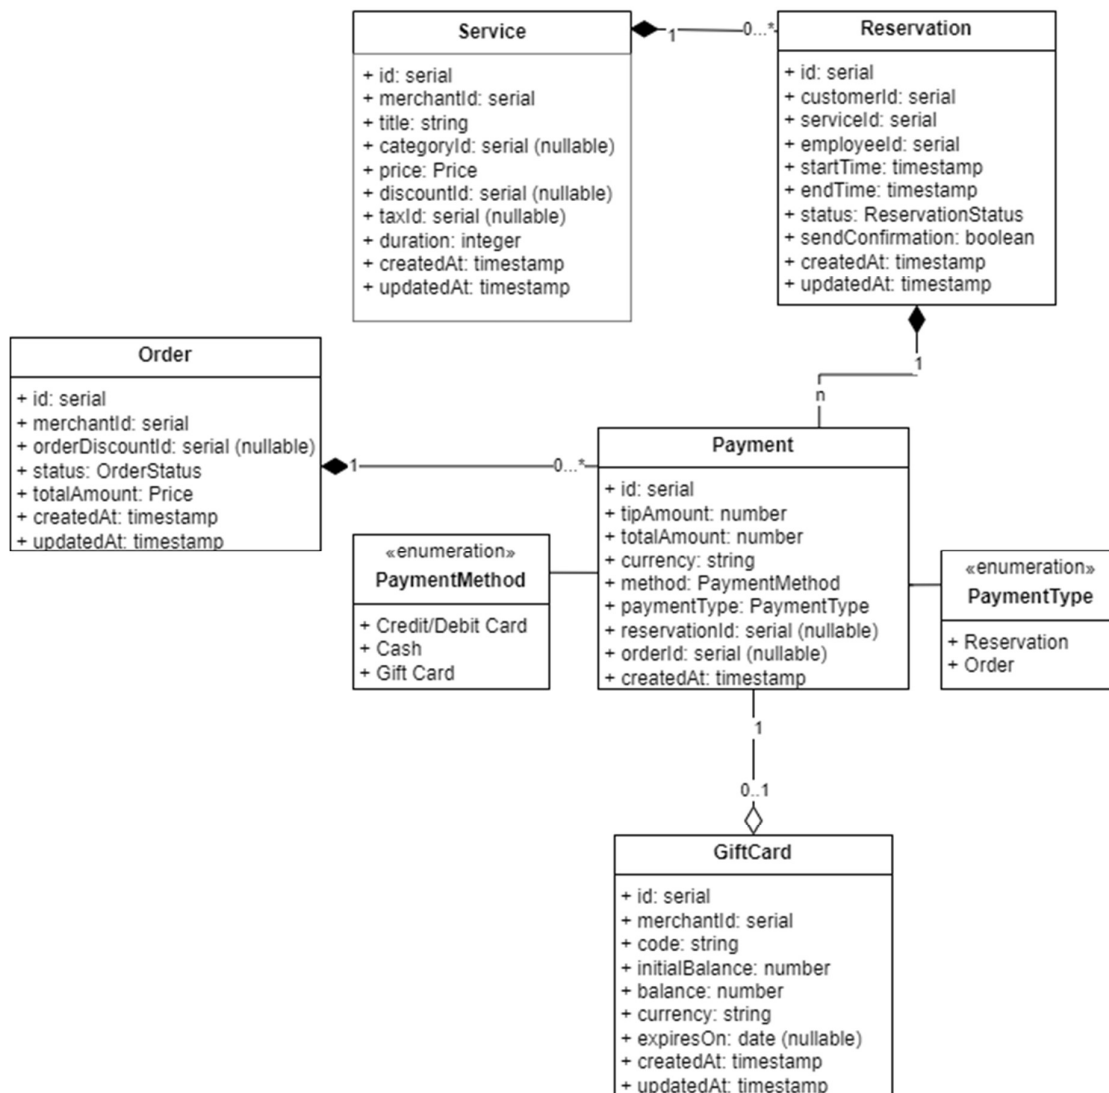 Service
+ id: serial
+ merchantId: serial
+ title: string
+ categoryId: serial (nullable)
+ price: Price
+ discountId: serial (nullable)
+ taxId: serial (nullable)
+ duration: integer
+ createdAt: timestamp
+ updatedAt: timestamp
1
0...*
Reservation
+ id: serial
+ customerId: serial
+ serviceId: serial
+ employeeId: serial
+ startTime: timestamp
+ endTime: timestamp
+ status: ReservationStatus
+ sendConfirmation: boolean
+ createdAt: timestamp
+ updatedAt: timestamp
1
n
Order
+ id: serial
+ merchantId: serial
+ orderDiscountId: serial (nullable)
+ status: OrderStatus
+ totalAmount: Price
+ createdAt: timestamp
+ updatedAt: timestamp
1
0...*
Payment
+ id: serial
+ tipAmount: number
+ totalAmount: number
+ currency: string
+ method: PaymentMethod
+ paymentType: PaymentType
+ reservationId: serial (nullable)
+ orderId: serial (nullable)
+ createdAt: timestamp
«enumeration»
PaymentMethod
+ Credit/Debit Card
+ Cash
+ Gift Card
«enumeration»
PaymentType
+ Reservation
+ Order
1
0..1
GiftCard
+ id: serial
+ merchantId: serial
+ code: string
+ initialBalance: number
+ balance: number
+ currency: string
+ expiresOn: date (nullable)
+ createdAt: timestamp
+ updatedAt: timestamp